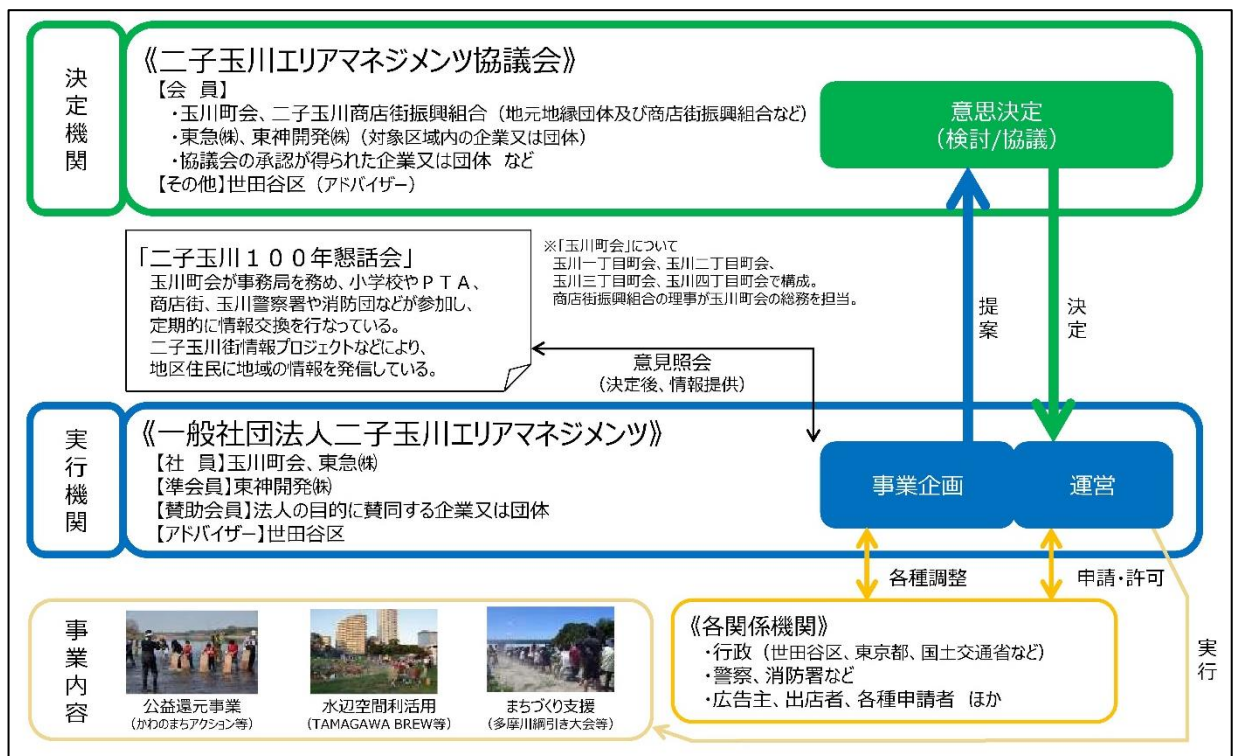 決定機関
《二子玉川エリアマネジメンツ協議会》
【会 員】
・玉川町会、二子玉川商店街振興組合（地元地縁団体及び商店街振興組合など）
・東急㈱、東神開発㈱（対象区域内の企業又は団体）
・協議会の承認が得られた企業又は団体 など
【その他】世田谷区（アドバイザー）
意思決定
（検討/協議）
「二子玉川１００年懇話会」
玉川町会が事務局を務め、小学校やＰＴＡ、
商店街、玉川警察署や消防団などが参加し、
定期的に情報交換を行なっている。
二子玉川街情報プロジェクトなどにより、
地区住民に地域の情報を発信している。
※「玉川町会」について
玉川一丁目町会、玉川二丁目町会、
玉川三丁目町会、玉川四丁目町会で構成。
商店街振興組合の理事が玉川町会の総務を担当。
提案
決定
意見照会
（決定後、情報提供）
実行機関
《一般社団法人二子玉川エリアマネジメンツ》
【社 員】玉川町会、東急㈱
【準会員】東神開発㈱
【賛助会員】法人の目的に賛同する企業又は団体
【アドバイザー】世田谷区
事業企画
運営
各種調整
申請・許可
実行
事業内容
公益還元事業
（かわのまちアクション等）
水辺空間利活用
（TAMAGAWA BREW等）
まちづくり支援
（多摩川綱引き大会等）
《各関係機関》
・行政（世田谷区、東京都、国土交通省など）
・警察、消防署など
・広告主、出店者、各種申請者 ほか